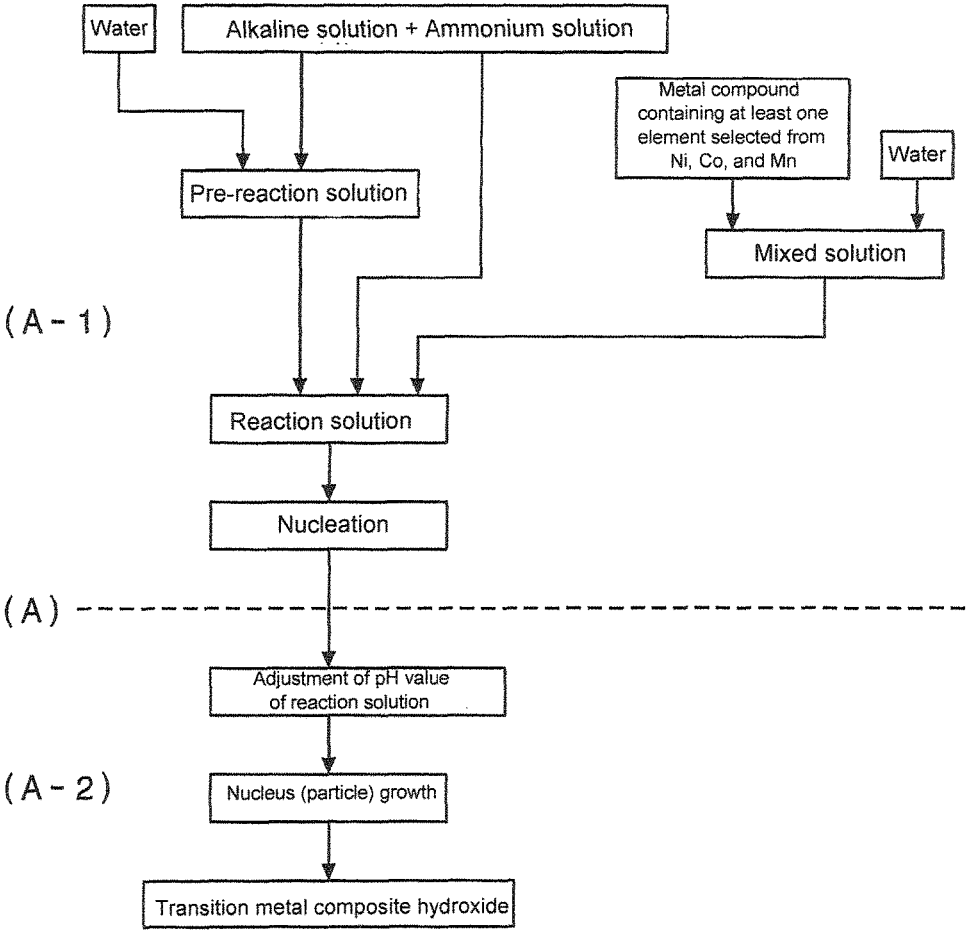 Water
Alkaline solution + Ammonium solution
Metal compound
containing at least one
element selected from
Ni, Co, and Mn
Water
Pre-reaction solution
Mixed solution
(A-1)
Reaction solution
Nucleation
(A)
Adjustment of pH value
of reaction solution
(A-2)
Nucleus (particle) growth
Transition metal composite hydroxide